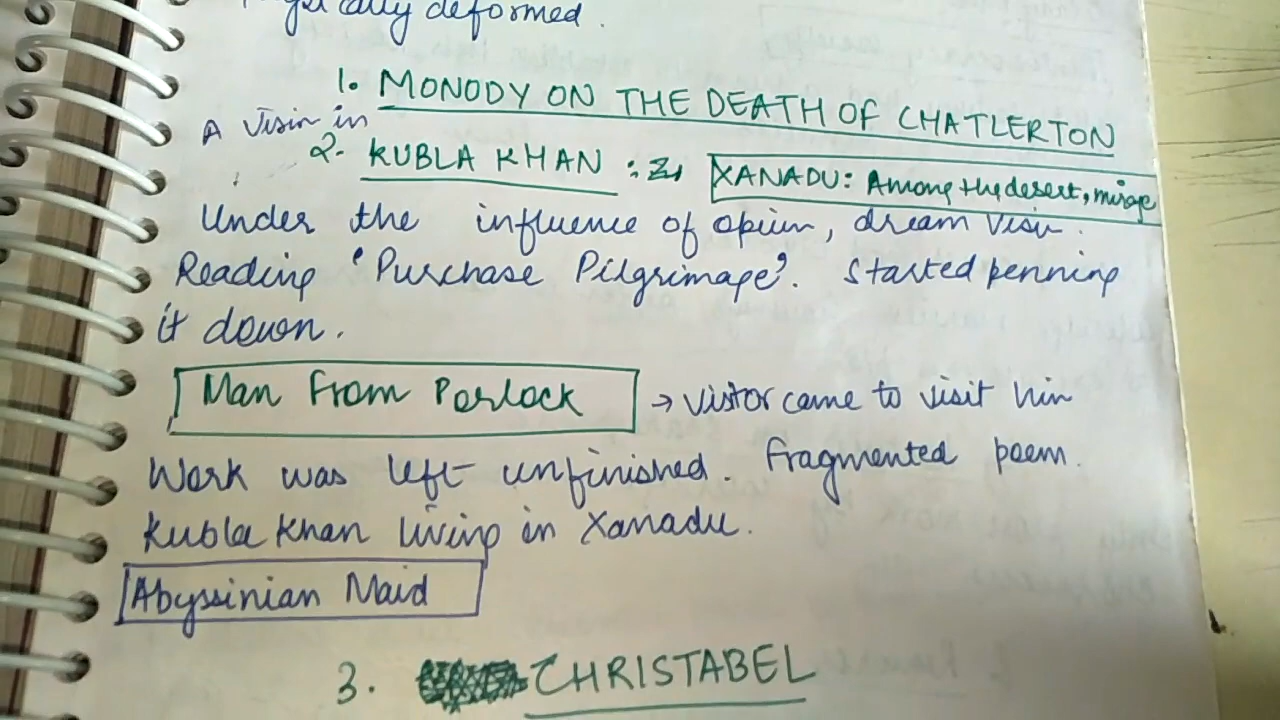 physically deformed.
1. MONODY ON THE DEATH OF CHATLERTON
A Visin in
2. KUBLA KHAN : XANADU: Among the desert, mirage
Under the influence of opium, dream Visin.
Reading 'Purchase Pilgrimage'. Started penning
it down.
Man From Porlock → Vistor came to visit him
Work was left unfinished. Fragmented poem.
Kubla Khan living in Xanadu.
Abyssinian Maid
3. CHRISTABEL